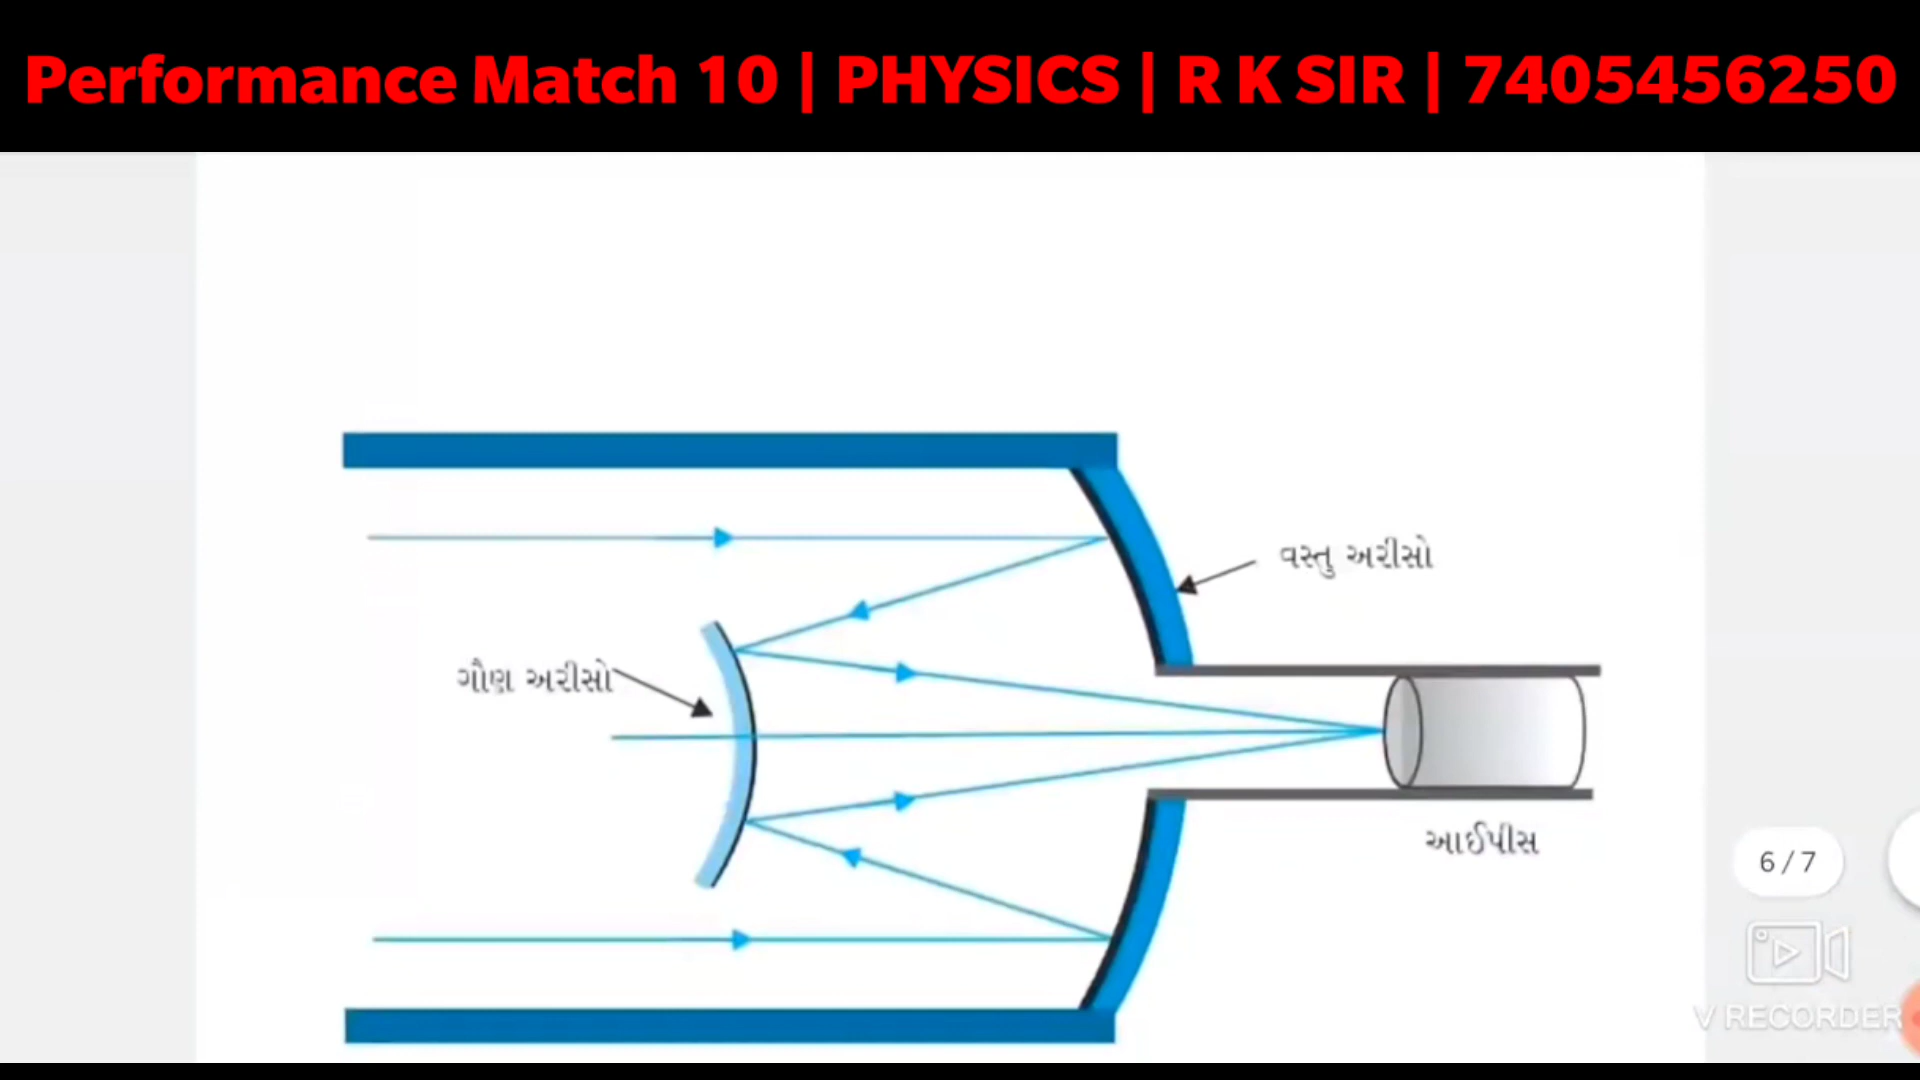 Performance Match 10 | PHYSICS | R K SIR | 7405456250
વસ્તુ અરીસો
ગૌણ અરીસો
આઈપીસ
6 / 7
V RECORDER